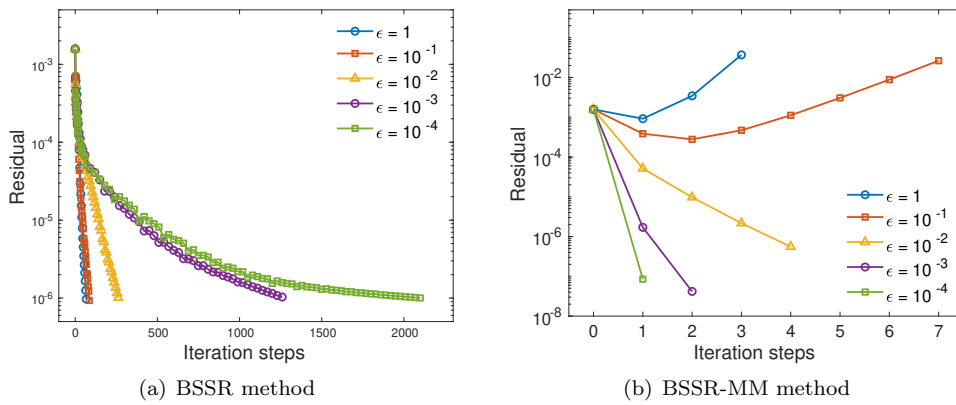 10⁻³
10⁻⁴
10⁻⁵
10⁻⁶
Residual
0 500 1000 1500 2000
Iteration steps
ϵ = 1
ϵ = 10⁻¹
ϵ = 10⁻²
ϵ = 10⁻³
ϵ = 10⁻⁴
(a) BSSR method
10⁻²
10⁻⁴
10⁻⁶
10⁻⁸
Residual
0 1 2 3 4 5 6 7
Iteration steps
ϵ = 1
ϵ = 10⁻¹
ϵ = 10⁻²
ϵ = 10⁻³
ϵ = 10⁻⁴
(b) BSSR-MM method